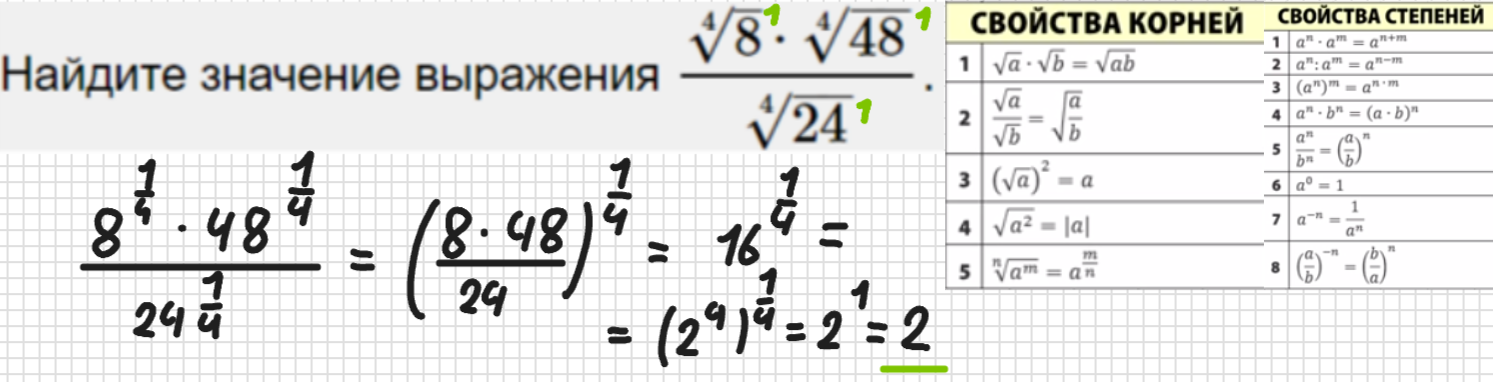 Найдите значение выражения \frac{\sqrt[4]{8}^1 \cdot \sqrt[4]{48}^1}{\sqrt[4]{24}^1}.
\frac{8^{\frac{1}{4}} \cdot 48^{\frac{1}{4}}}{24^{\frac{1}{4}}} = \left(\frac{8 \cdot 48}{24}\right)^{\frac{1}{4}} = 16^{\frac{1}{4}} =
= (2^4)^{\frac{1}{4}} = 2^1 = 2
СВОЙСТВА КОРНЕЙ
1 \sqrt{a} \cdot \sqrt{b} = \sqrt{ab}
2 \frac{\sqrt{a}}{\sqrt{b}} = \sqrt{\frac{a}{b}}
3 (\sqrt{a})^2 = a
4 \sqrt{a^2} = |a|
5 \sqrt[n]{a^m} = a^{\frac{m}{n}}
СВОЙСТВА СТЕПЕНЕЙ
1 a^n \cdot a^m = a^{n+m}
2 a^n : a^m = a^{n-m}
3 (a^n)^m = a^{n \cdot m}
4 a^n \cdot b^n = (a \cdot b)^n
5 \frac{a^n}{b^n} = \left(\frac{a}{b}\right)^n
6 a^0 = 1
7 a^{-n} = \frac{1}{a^n}
8 \left(\frac{a}{b}\right)^{-n} = \left(\frac{b}{a}\right)^n